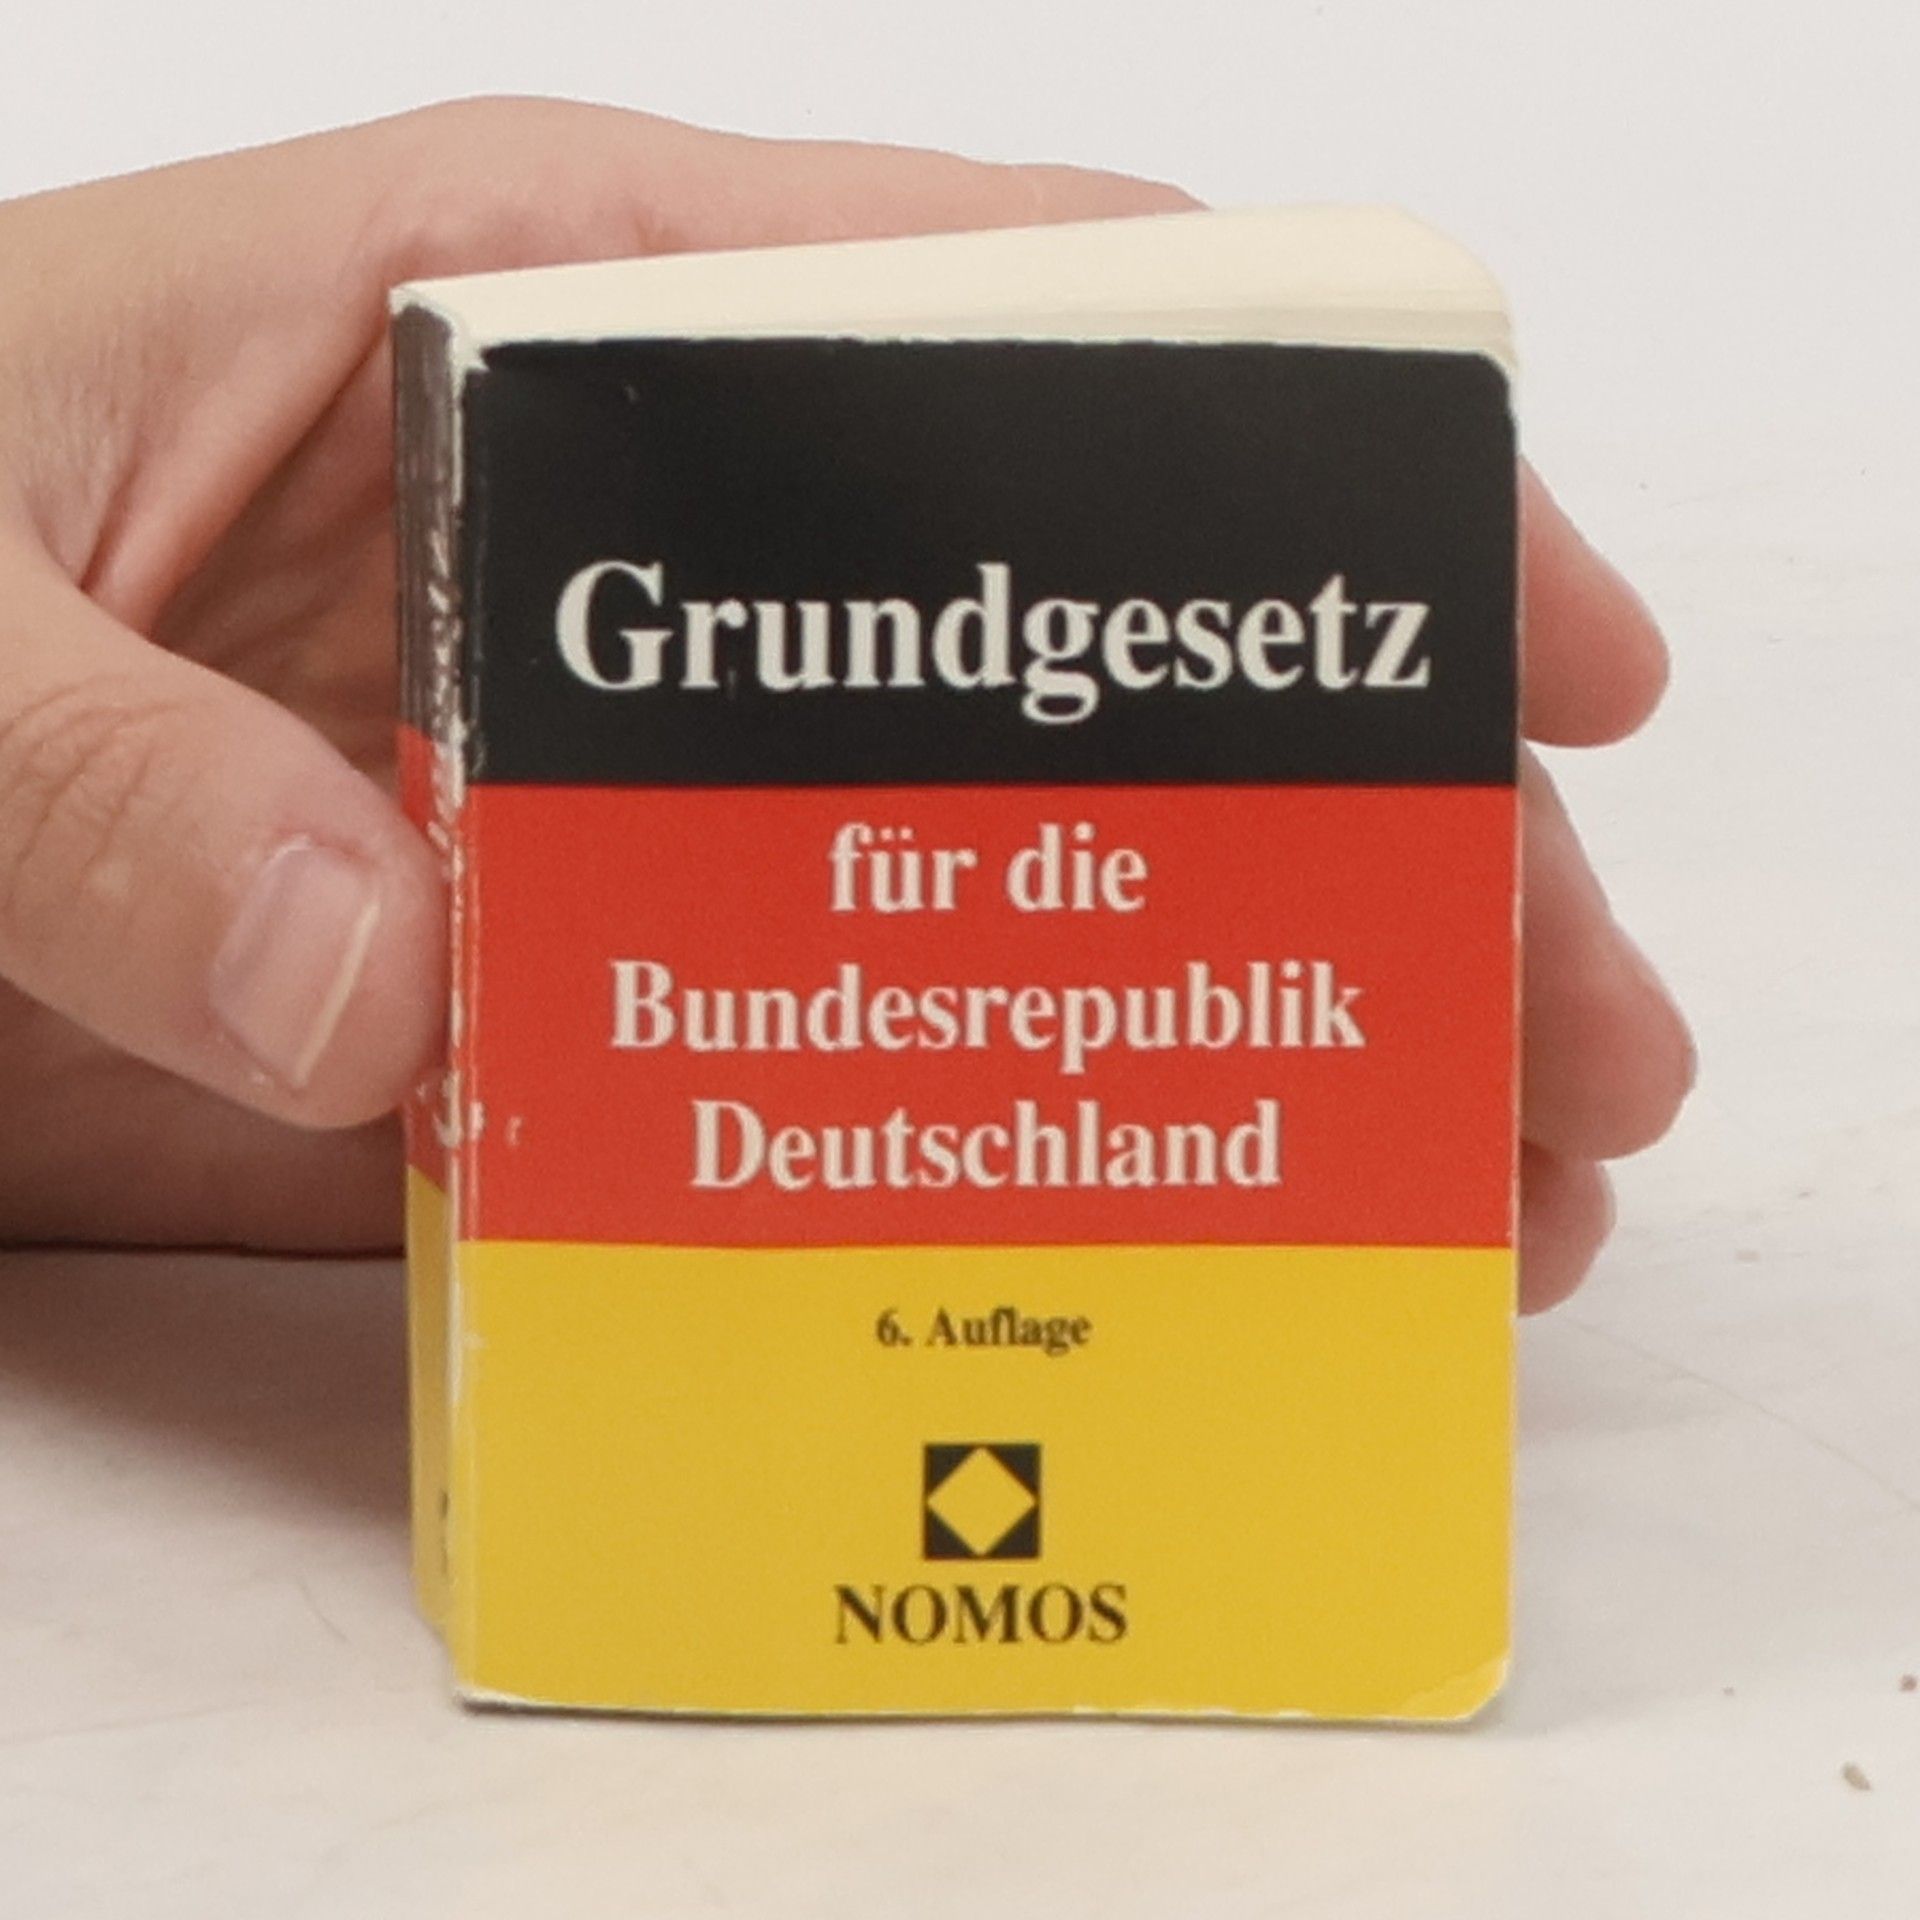 Grundgesetz
für die
Bundesrepublik
Deutschland
6. Auflage
NOMOS